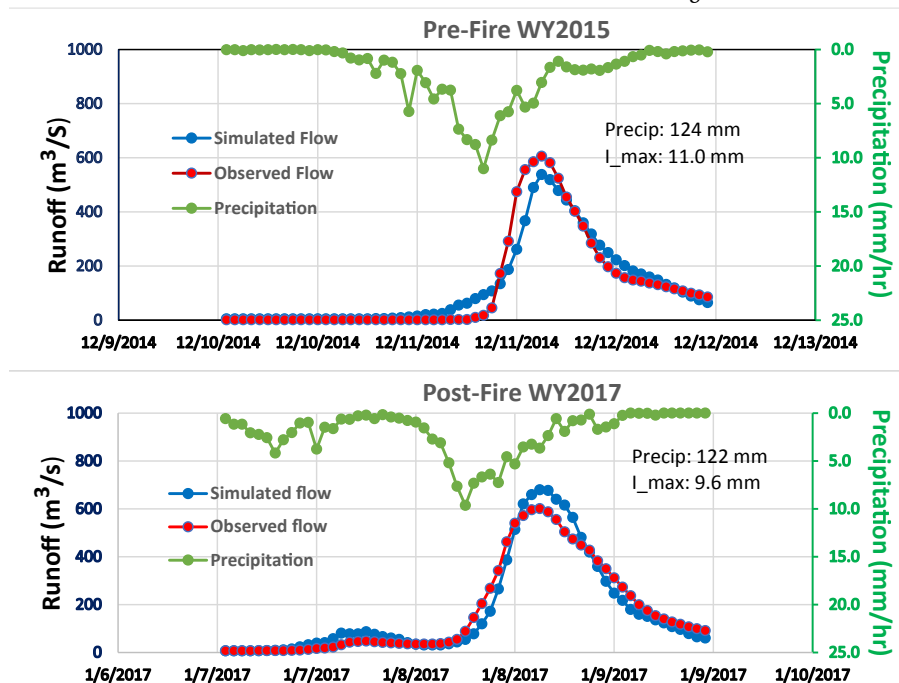 Pre-Fire WY2015
1000
800
600
400
200
0
Runoff (m³/S)
0.0
5.0
10.0
15.0
20.0
25.0
Precipitation (mm/hr)
Simulated Flow
Observed Flow
Precipitation
Precip: 124 mm
I_max: 11.0 mm
12/9/2014 12/10/2014 12/10/2014 12/11/2014 12/11/2014 12/12/2014 12/12/2014 12/13/2014
Post-Fire WY2017
1000
800
600
400
200
0
Runoff (m³/s)
0.0
5.0
10.0
15.0
20.0
25.0
Precipitation (mm/hr)
Simulated flow
Observed flow
Precipitation
Precip: 122 mm
I_max: 9.6 mm
1/6/2017 1/7/2017 1/7/2017 1/8/2017 1/8/2017 1/9/2017 1/9/2017 1/10/2017